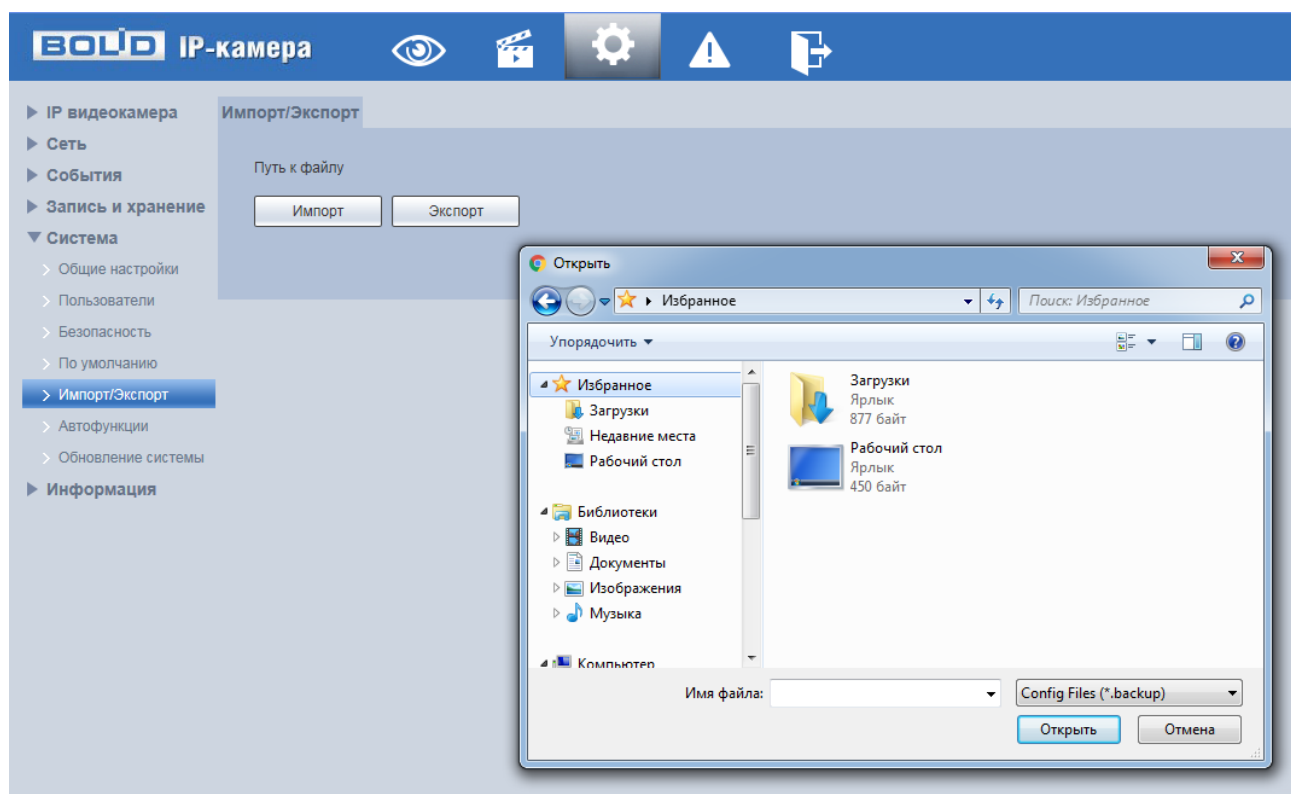 BOLID IP-камера
IP видеокамера
Импорт/Экспорт
Сеть
События
Запись и хранение
Система
Общие настройки
Пользователи
Безопасность
По умолчанию
Импорт/Экспорт
Автофункции
Обновление системы
Информация
Путь к файлу
Импорт Экспорт
Открыть
Избранное
Поиск: Избранное
Упорядочить
Избранное
Загрузки
Недавние места
Рабочий стол
Библиотеки
Видео
Документы
Изображения
Музыка
Компьютер
Загрузки
Ярлык
877 байт
Рабочий стол
Ярлык
450 байт
Имя файла:
Config Files (*.backup)
Открыть Отмена